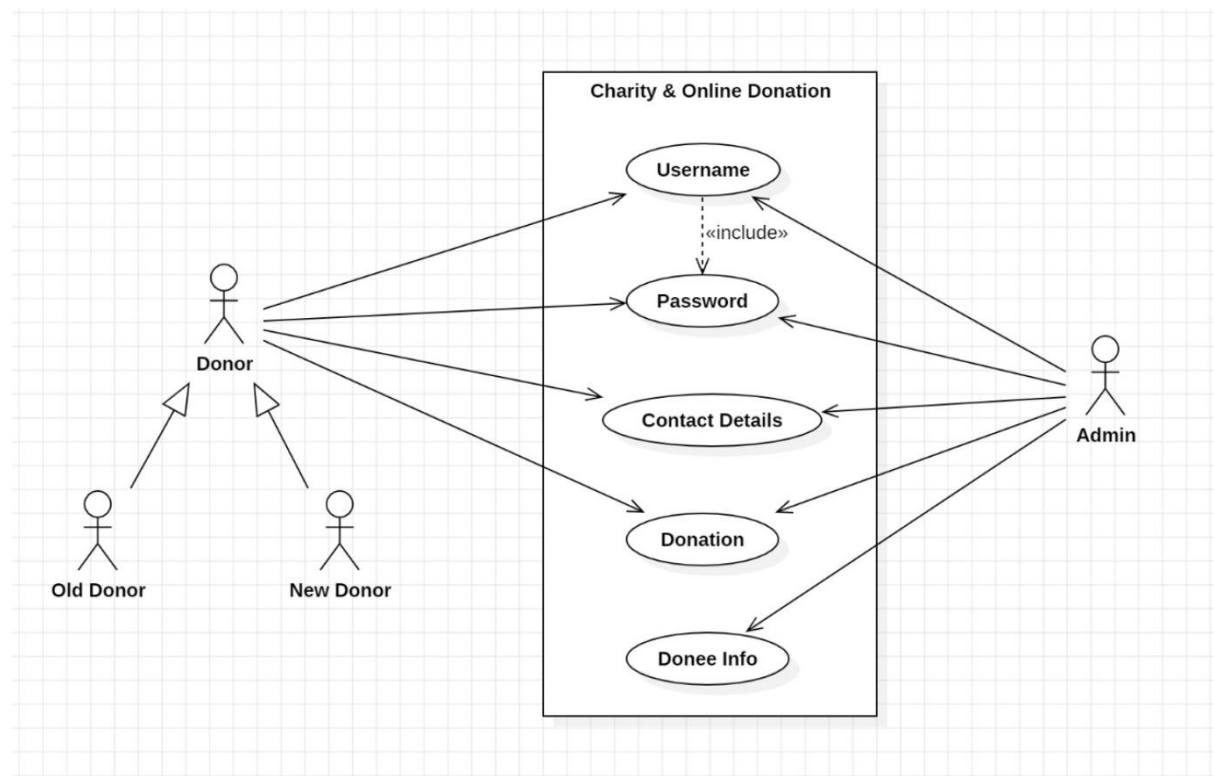 Charity & Online Donation
Username
«include»
Password
Donor
Contact Details
Admin
Donation
Old Donor
New Donor
Donee Info